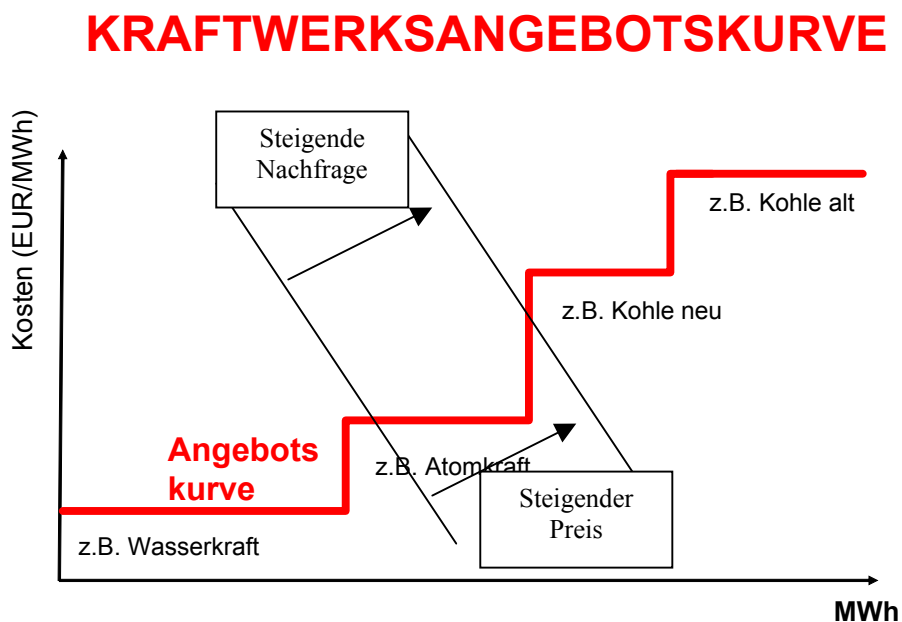 KRAFTWERKSANGEBOTSKURVE
Kosten (EUR/MWh)
Steigende
Nachfrage
z.B. Kohle alt
z.B. Kohle neu
Angebots
kurve
z.B. Atomkraft
Steigender
Preis
z.B. Wasserkraft
MWh